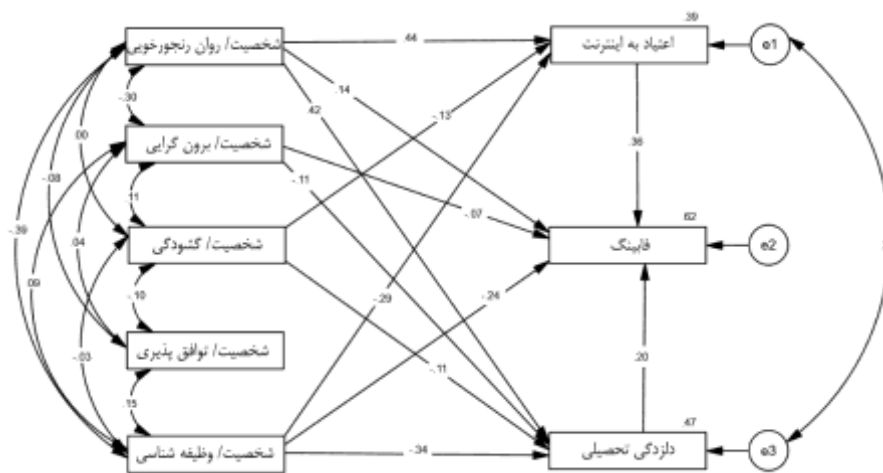 .39
شخصیت/ روان رنجورخویی
.44
اعتیاد به اینترنت
e1
.14
-.30
.42
-.13
.00
شخصیت/ برون گرایی
.36
-.11
-.08
.11
-.07
.62
-.39
.04
شخصیت/ گشودگی
فابینگ
e2
.09
-.10
-.29
-.24
-.03
شخصیت/ توافق پذیری
-.11
.20
.15
.47
شخصیت/ وظیفه شناسی
-.34
دلزدگی تحصیلی
e3